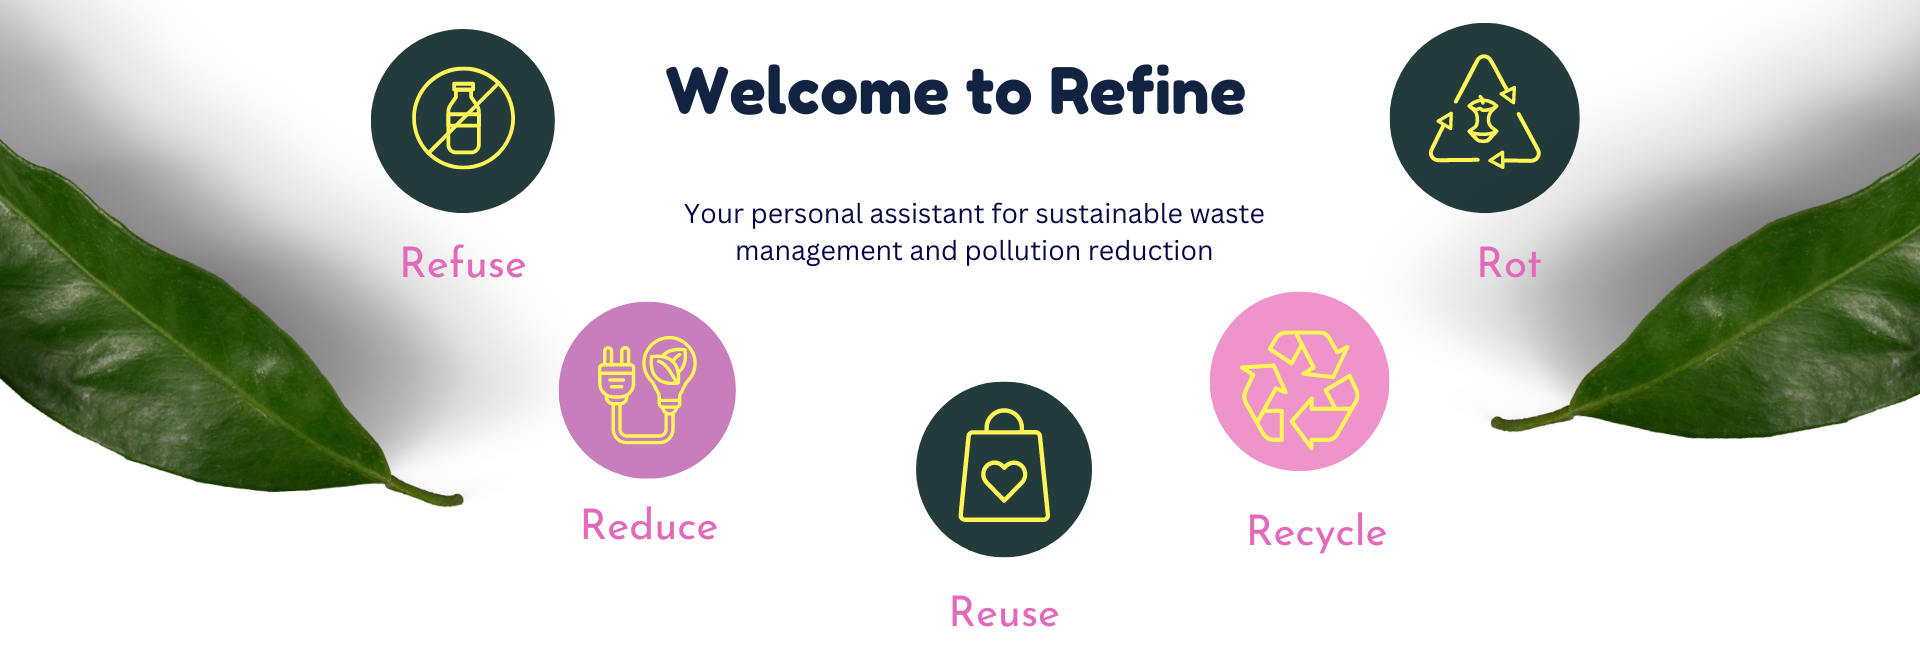 Welcome to Refine
Your personal assistant for sustainable waste
management and pollution reduction
Refuse
Reduce
Reuse
Recycle
Rot